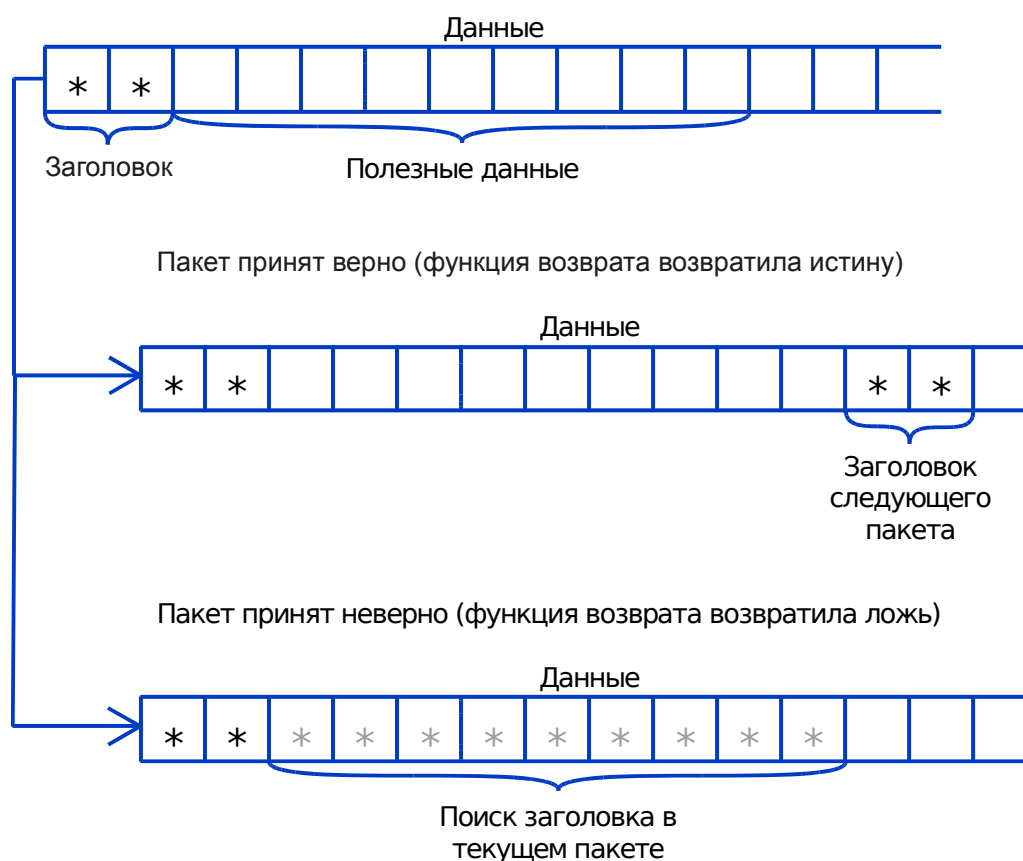 Данные
* *
Заголовок
Полезные данные
Пакет принят верно (функция возврата возвратила истину)
Данные
* * * *
Заголовок
следующего
пакета
Пакет принят неверно (функция возврата возвратила ложь)
Данные
* * * * * * * * * * *
Поиск заголовка в
текущем пакете